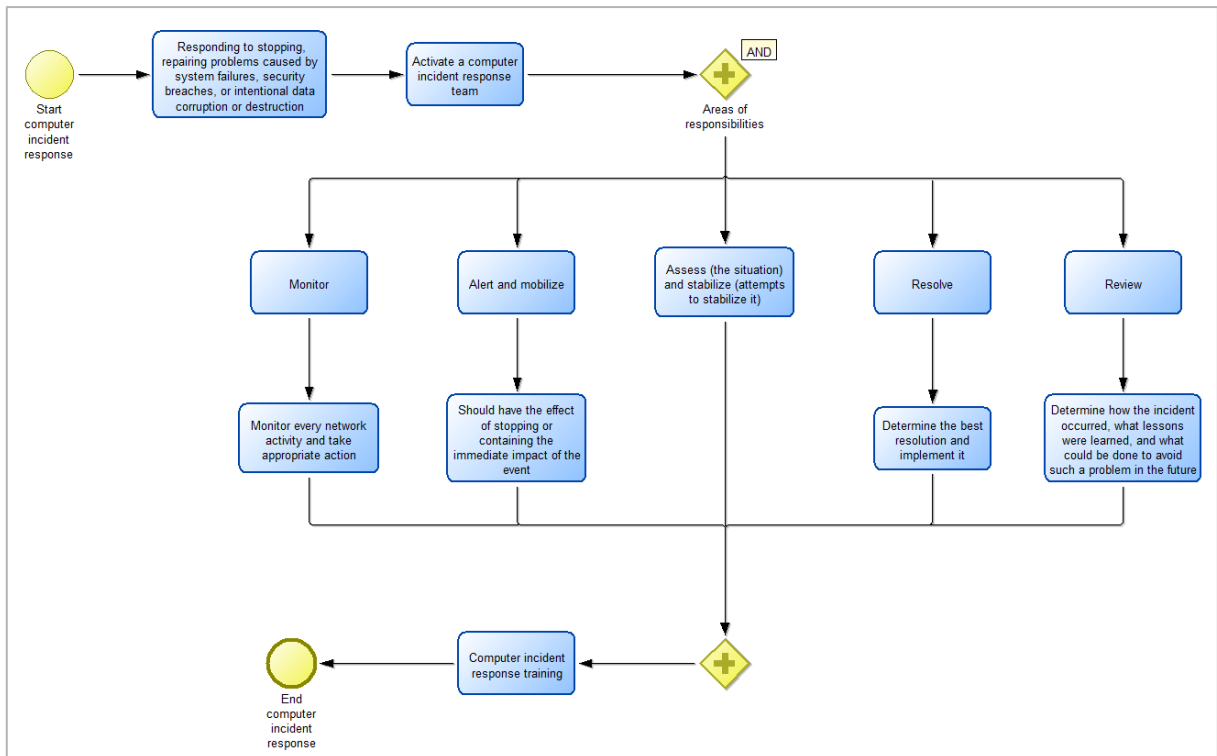 Responding to stopping,
repairing problems caused by
system failures, security
breaches, or intentional data
corruption or destruction
Activate a computer
incident response
team
AND
Start
computer
incident
response
Areas of
responsibilities
Monitor
Alert and mobilize
Assess (the situation)
and stabilize (attempts
to stabilize it)
Resolve
Review
Monitor every network
activity and take
appropriate action
Should have the effect
of stopping or
containing the
immediate impact of the
event
Determine the best
resolution and
implement it
Determine how the incident
occurred, what lessons
were learned, and what
could be done to avoid
such a problem in the future
Computer incident
response training
End
computer
incident
response